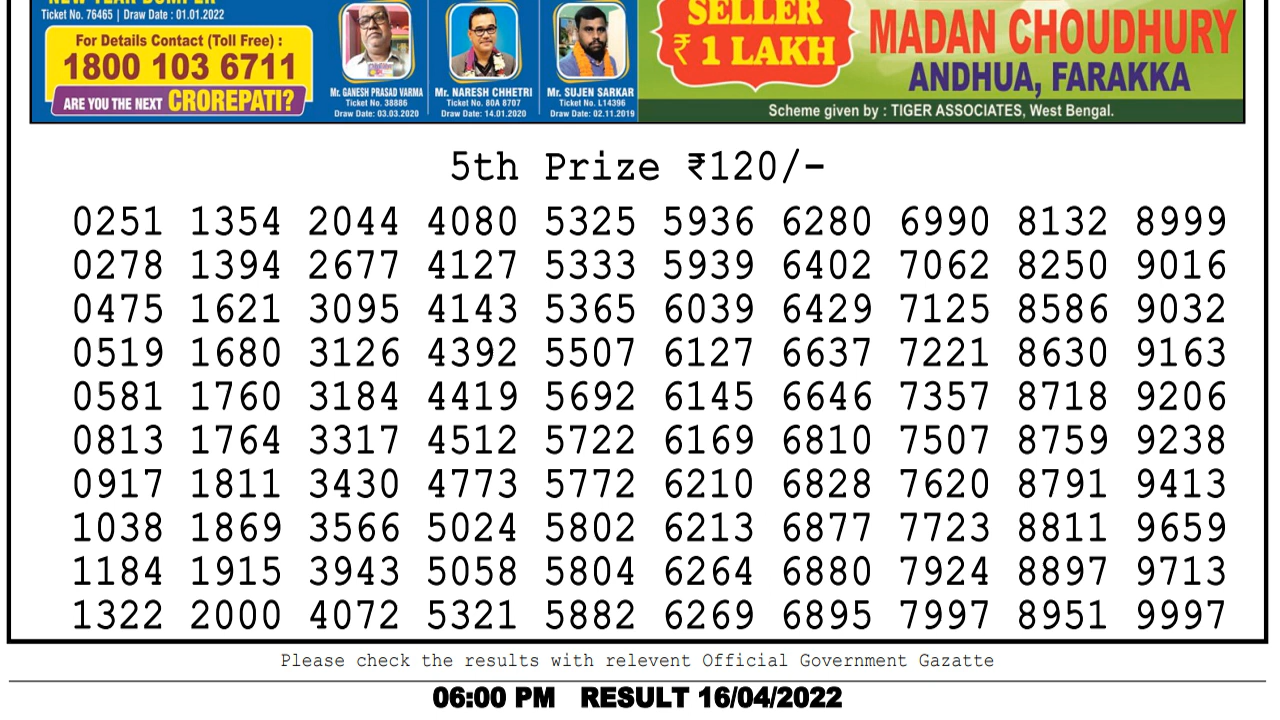 NEW YEAR BUMPER
Ticket No. 76465 | Draw Date : 01.01.2022
For Details Contact (Toll Free) :
1800 103 6711
ARE YOU THE NEXT CROREPATI?
Mr. GANESH PRASAD VARMA
Ticket No. 38886
Draw Date: 03.03.2020
Mr. NARESH CHHETRI
Ticket No. 80A 8707
Draw Date: 14.01.2020
Mr. SUJEN SARKAR
Ticket No. L14396
Draw Date: 02.11.2019
SELLER
₹ 1 LAKH
MADAN CHOUDHURY
ANDHUA, FARAKKA
Scheme given by : TIGER ASSOCIATES, West Bengal.
5th Prize ₹120/-
0251 1354 2044 4080 5325 5936 6280 6990 8132 8999
0278 1394 2677 4127 5333 5939 6402 7062 8250 9016
0475 1621 3095 4143 5365 6039 6429 7125 8586 9032
0519 1680 3126 4392 5507 6127 6637 7221 8630 9163
0581 1760 3184 4419 5692 6145 6646 7357 8718 9206
0813 1764 3317 4512 5722 6169 6810 7507 8759 9238
0917 1811 3430 4773 5772 6210 6828 7620 8791 9413
1038 1869 3566 5024 5802 6213 6877 7723 8811 9659
1184 1915 3943 5058 5804 6264 6880 7924 8897 9713
1322 2000 4072 5321 5882 6269 6895 7997 8951 9997
Please check the results with relevent Official Government Gazatte
06:00 PM RESULT 16/04/2022